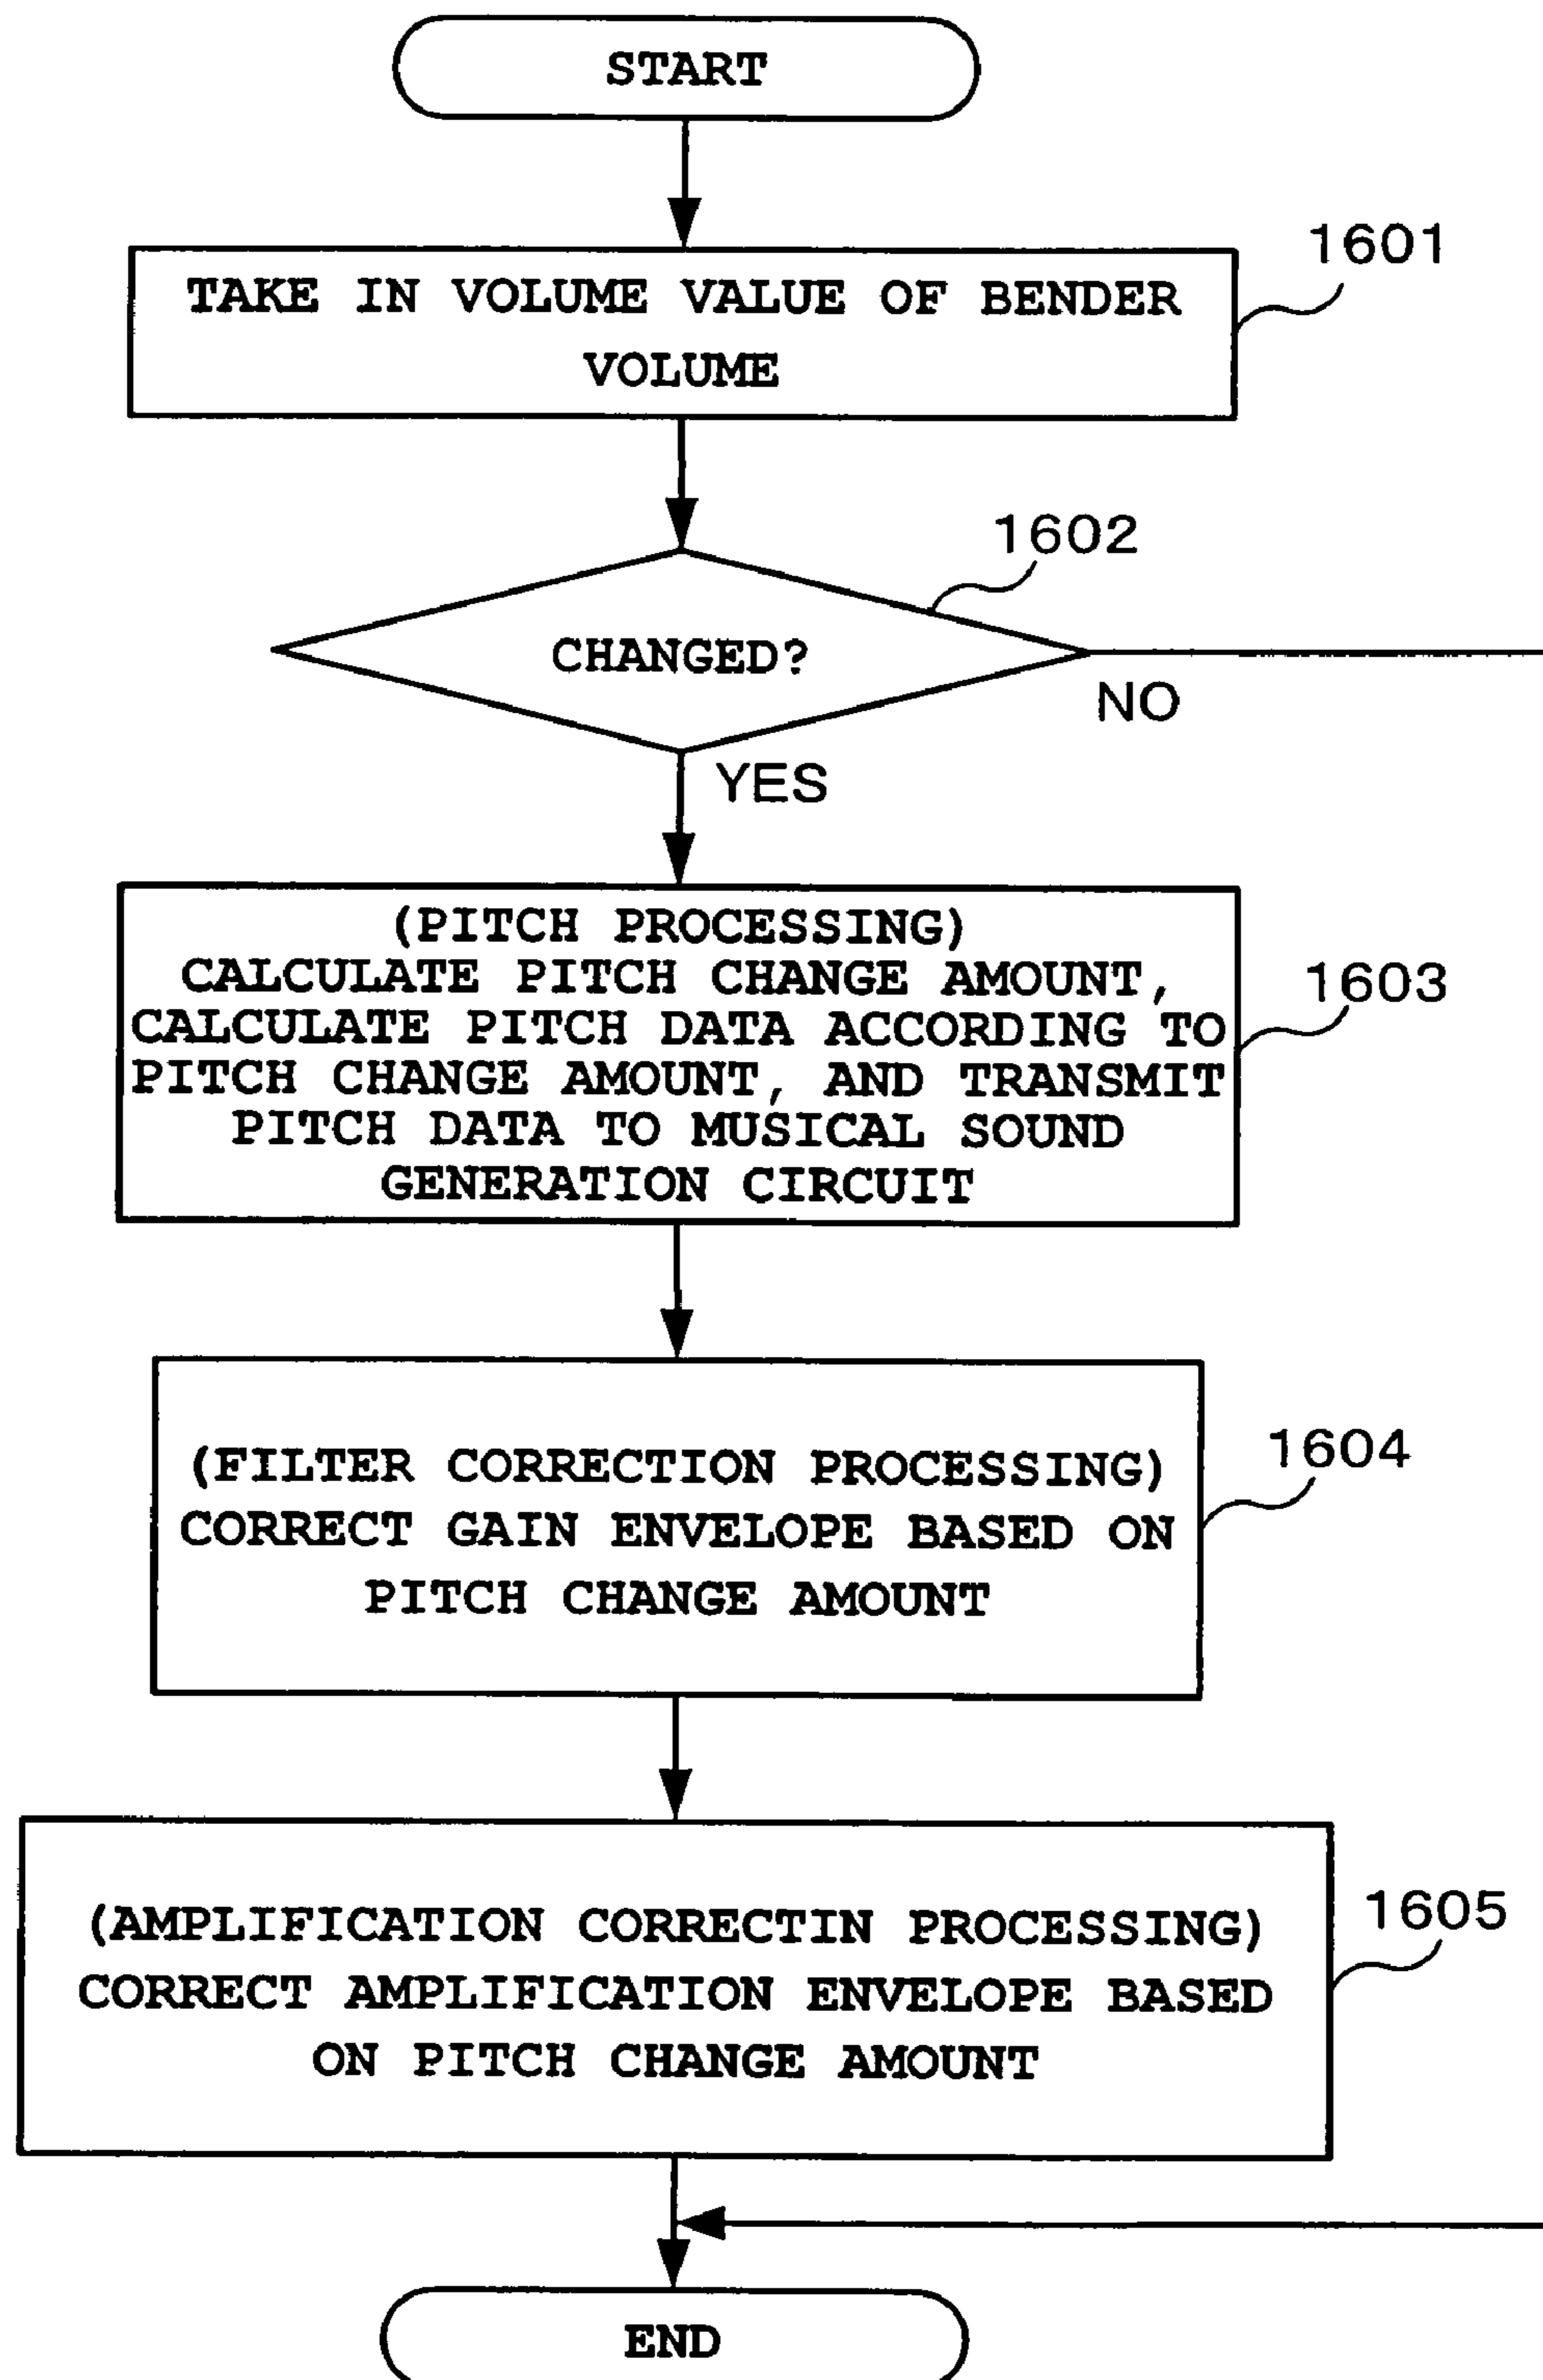 START
1601
TAKE IN VOLUME VALUE OF BENDER
VOLUME
1602
CHANGED?
NO
YES
(PITCH PROCESSING)
CALCULATE PITCH CHANGE AMOUNT,
1603
CALCULATE PITCH DATA ACCORDING TO
PITCH CHANGE AMOUNT, AND TRANSMIT
PITCH DATA TO MUSICAL SOUND
GENERATION CIRCUIT
1604
(FILTER CORRECTION PROCESSING)
CORRECT GAIN ENVELOPE BASED ON
PITCH CHANGE AMOUNT
1605
(AMPLIFICATION CORRECTIN PROCESSING)
CORRECT AMPLIFICATION ENVELOPE BASED
ON PITCH CHANGE AMOUNT
END